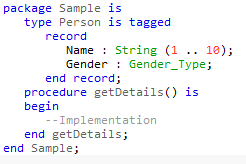 package Sample is
   type Person is tagged
      record
         Name : String (1 .. 10);
         Gender : Gender_Type;
      end record;
   procedure getDetails() is
   begin
      --Implementation
   end getDetails;
end Sample;